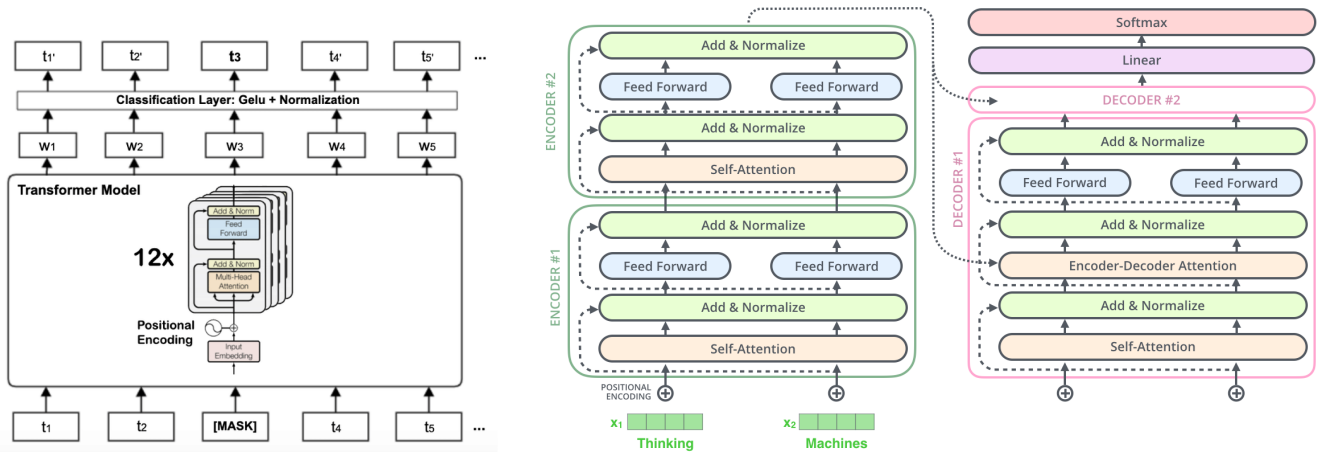 t1' t2' t3 t4' t5' ...
Classification Layer: Gelu + Normalization
w1 w2 w3 w4 w5
Transformer Model
12x
Add & Norm
Feed
Forward
Add & Norm
Multi-Head
Attention
Positional
Encoding
Input
Embedding
t1 t2 [MASK] t4 t5 ...
ENCODER #2
Add & Normalize
Feed Forward Feed Forward
Add & Normalize
Self-Attention
ENCODER #1
Add & Normalize
Feed Forward Feed Forward
Add & Normalize
Self-Attention
POSITIONAL
ENCODING
x1 x2
Thinking Machines
Softmax
Linear
DECODER #2
DECODER #1
Add & Normalize
Feed Forward Feed Forward
Add & Normalize
Encoder-Decoder Attention
Add & Normalize
Self-Attention